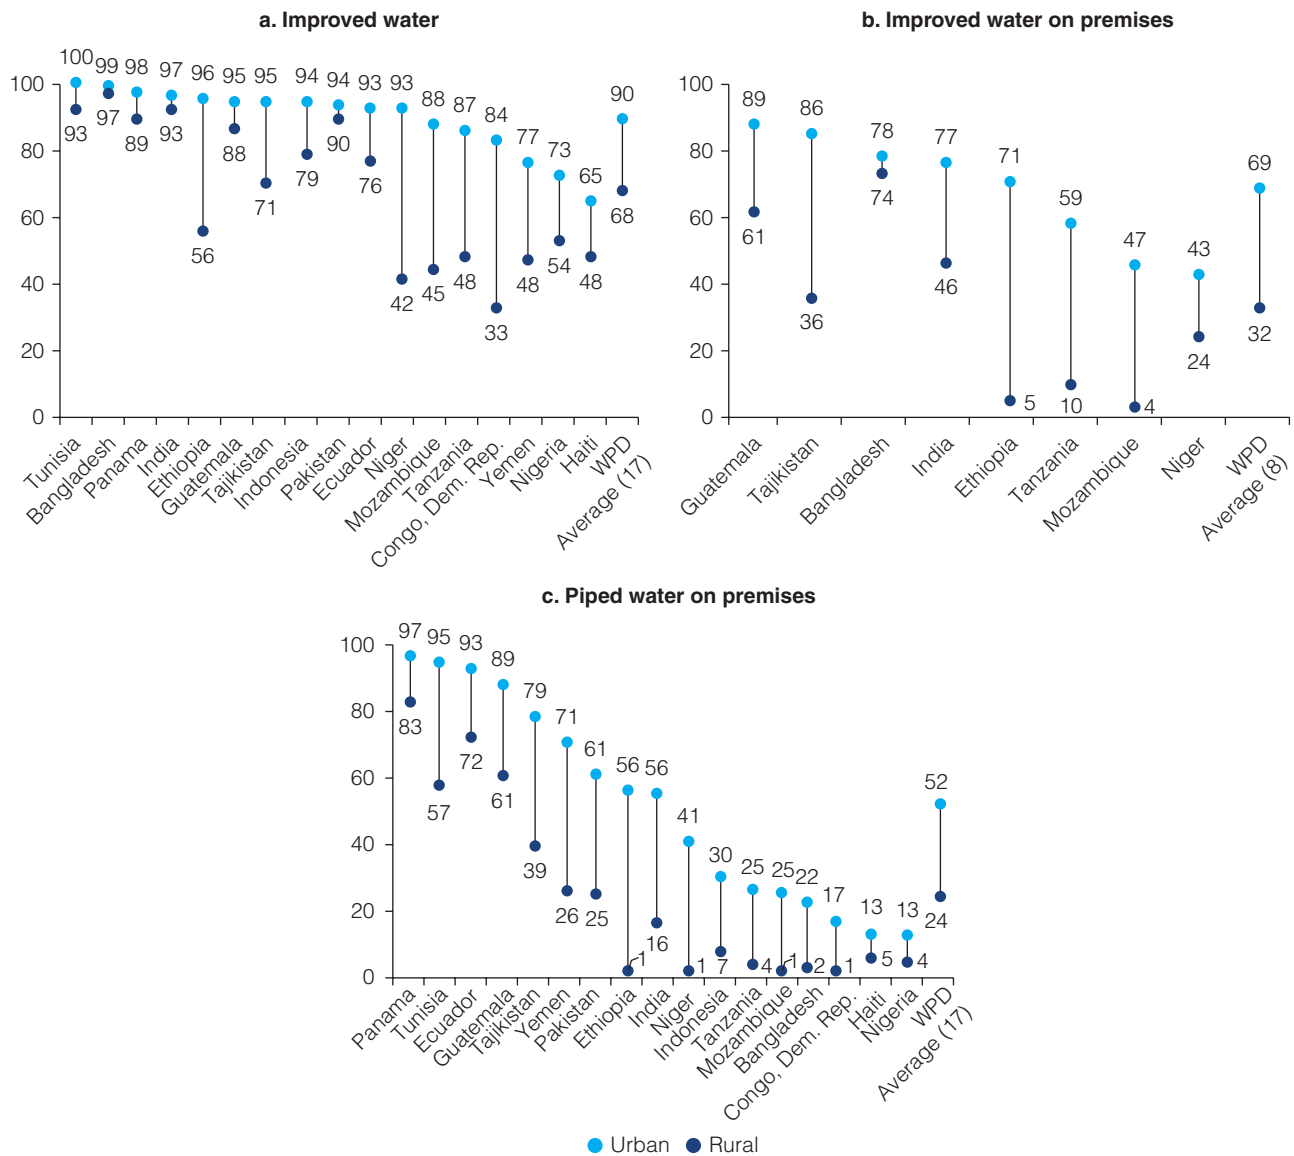 a. Improved water
100 99 98 97 96 95 95 94 94 93 93 88 87 84 77 73 65 90
93 97 89 93 56 88 71 79 90 76 42 45 48 33 48 54 48 68
100
80
60
40
20
0
Tunisia
Bangladesh
Panama
India
Ethiopia
Guatemala
Tajikistan
Indonesia
Pakistan
Ecuador
Niger
Mozambique
Tanzania
Congo, Dem. Rep.
Yemen
Nigeria
Haiti
WPD
Average (17)
b. Improved water on premises
89 86 78 77 71 59 47 43 69
61 36 74 46 5 10 4 24 32
100
80
60
40
20
0
Guatemala
Tajikistan
Bangladesh
India
Ethiopia
Tanzania
Mozambique
Niger
WPD
Average (8)
c. Piped water on premises
97 95 93 89 79 71 61 56 56 41 30 25 25 22 17 13 13 52
83 57 72 61 39 26 25 1 16 1 7 4 1 2 1 5 4 24
100
80
60
40
20
0
Panama
Tunisia
Ecuador
Guatemala
Tajikistan
Yemen
Pakistan
Ethiopia
India
Niger
Indonesia
Tanzania
Mozambique
Bangladesh
Congo, Dem. Rep.
Haiti
Nigeria
WPD
Average (17)
Urban Rural